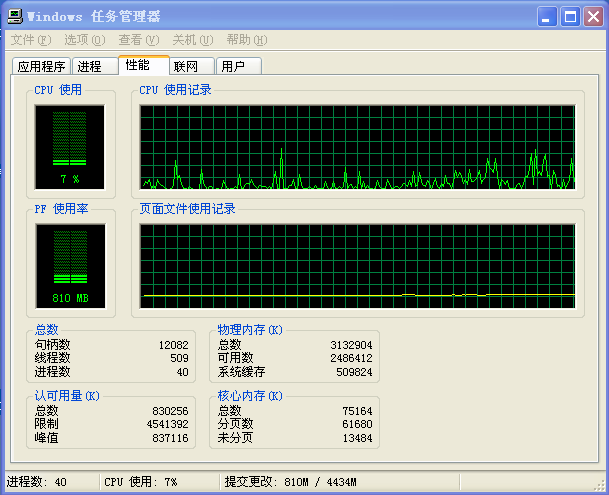 Windows 任务管理器
文件(F) 选项(O) 查看(V) 关机(U) 帮助(H)
应用程序 进程 性能 联网 用户
CPU 使用
7 %
CPU 使用记录
PF 使用率
810 MB
页面文件使用记录
总数
句柄数 12082
线程数 509
进程数 40
物理内存(K)
总数 3132904
可用数 2486412
系统缓存 509824
认可用量(K)
总数 830256
限制 4541392
峰值 837116
核心内存(K)
总数 75164
分页数 61680
未分页 13484
进程数: 40 CPU 使用: 7% 提交更改: 810M / 4434M